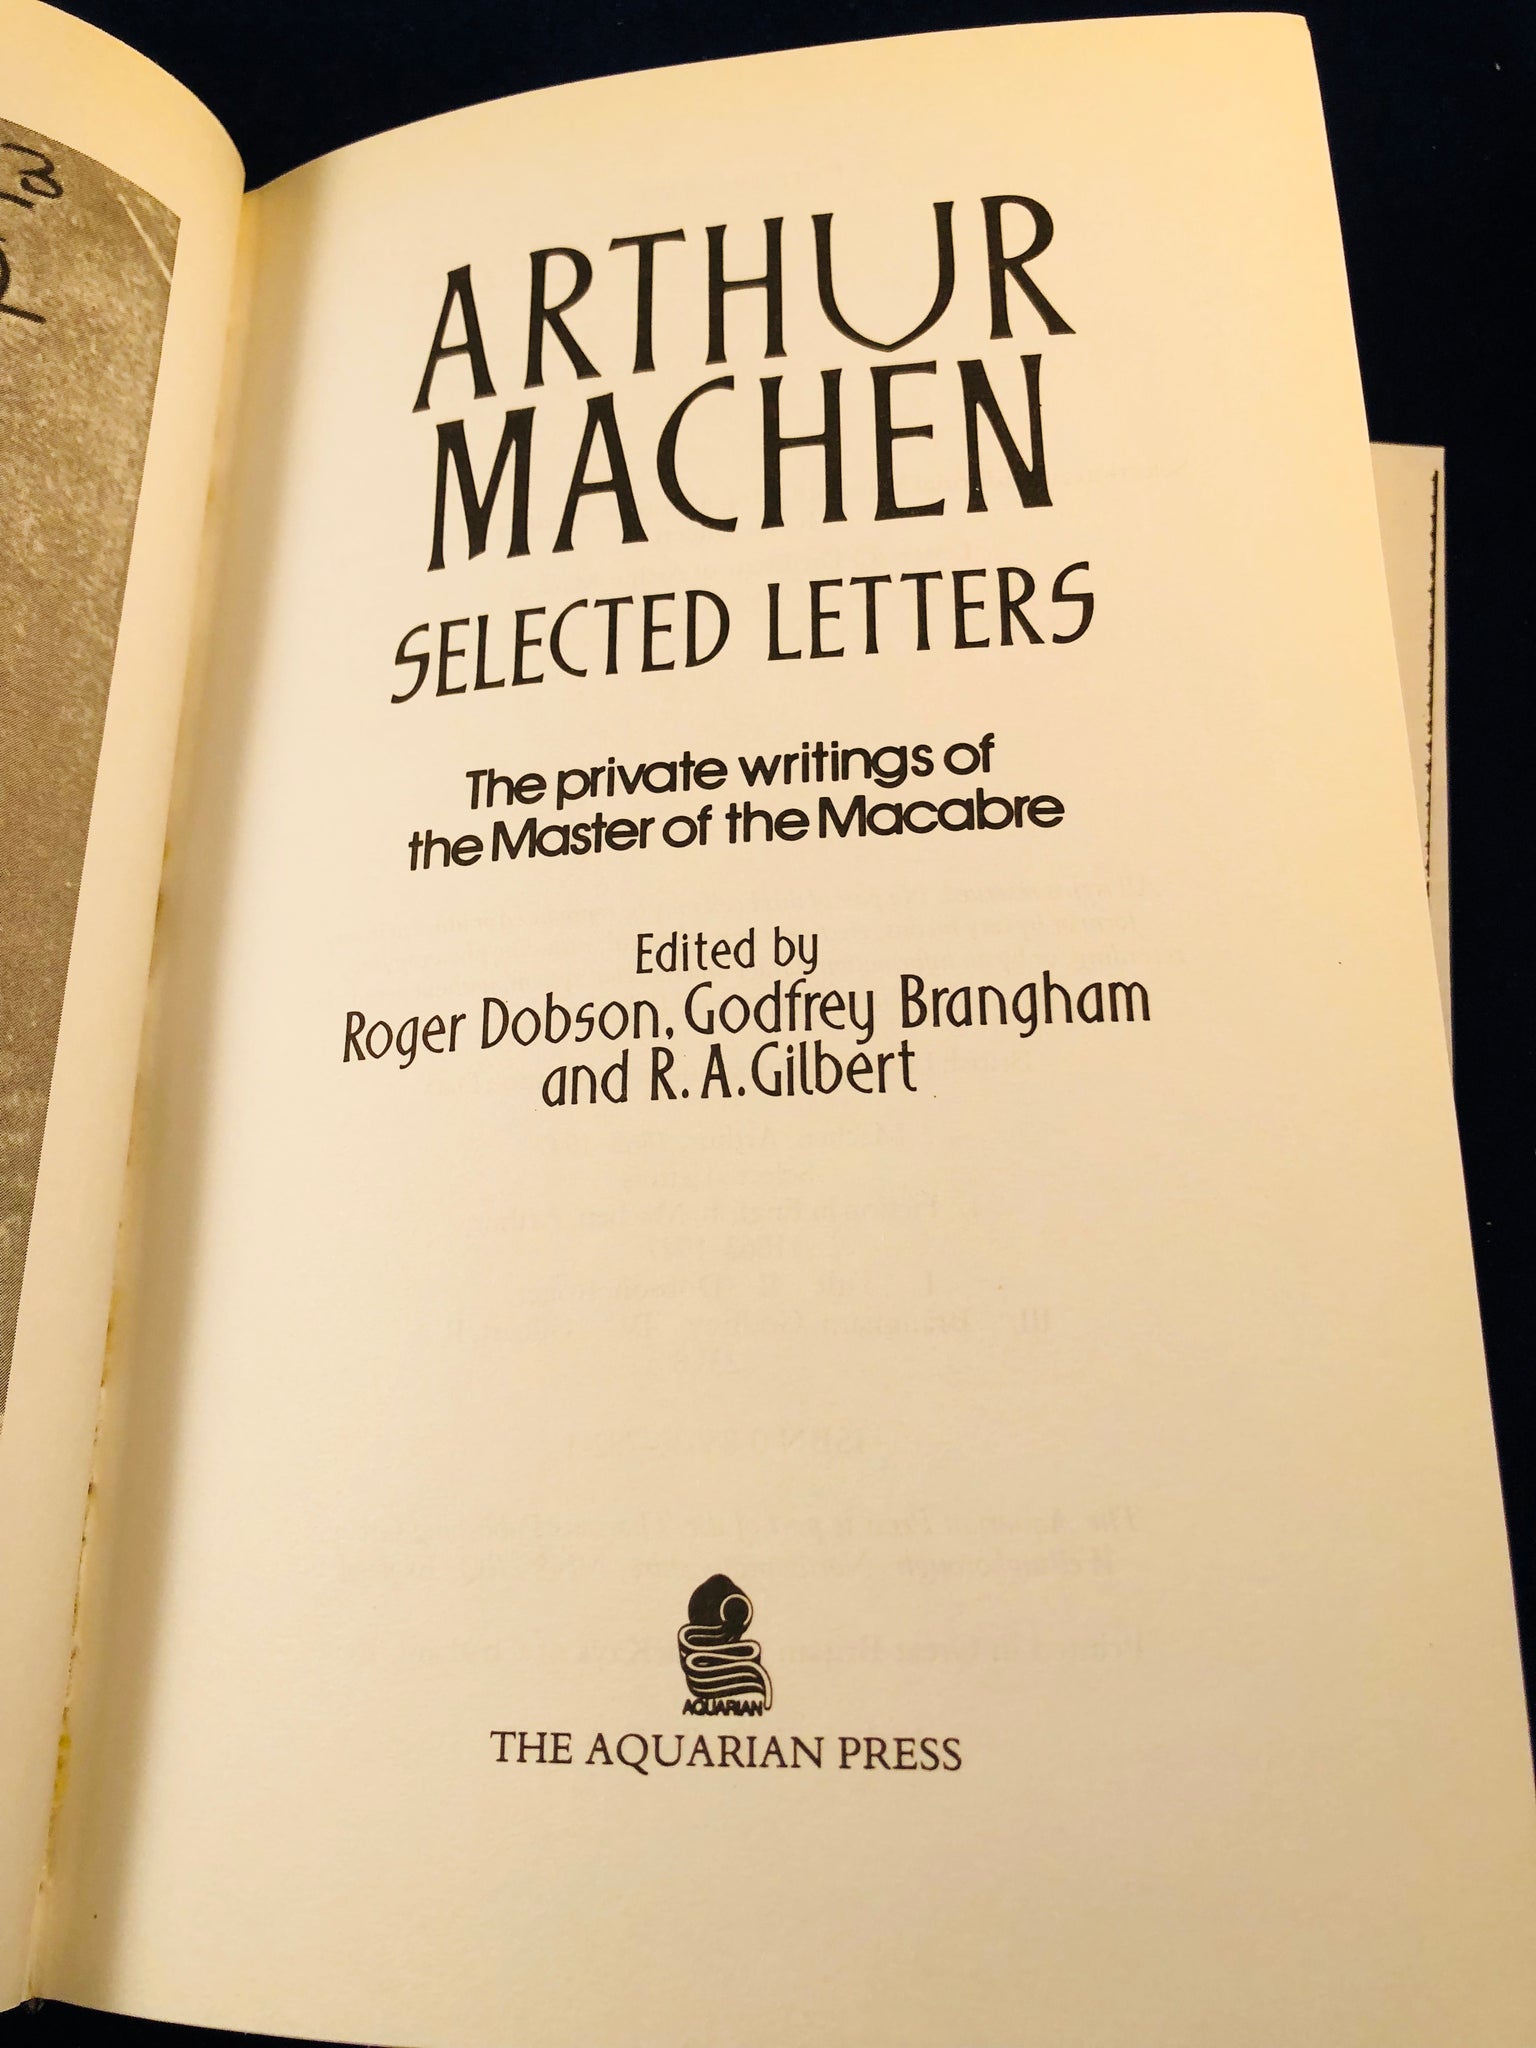 ARTHUR
MACHEN
SELECTED LETTERS
The private writings of
the Master of the Macabre
Edited by
Roger Dobson, Godfrey Brangham
and R. A. Gilbert
AQUARIAN
THE AQUARIAN PRESS